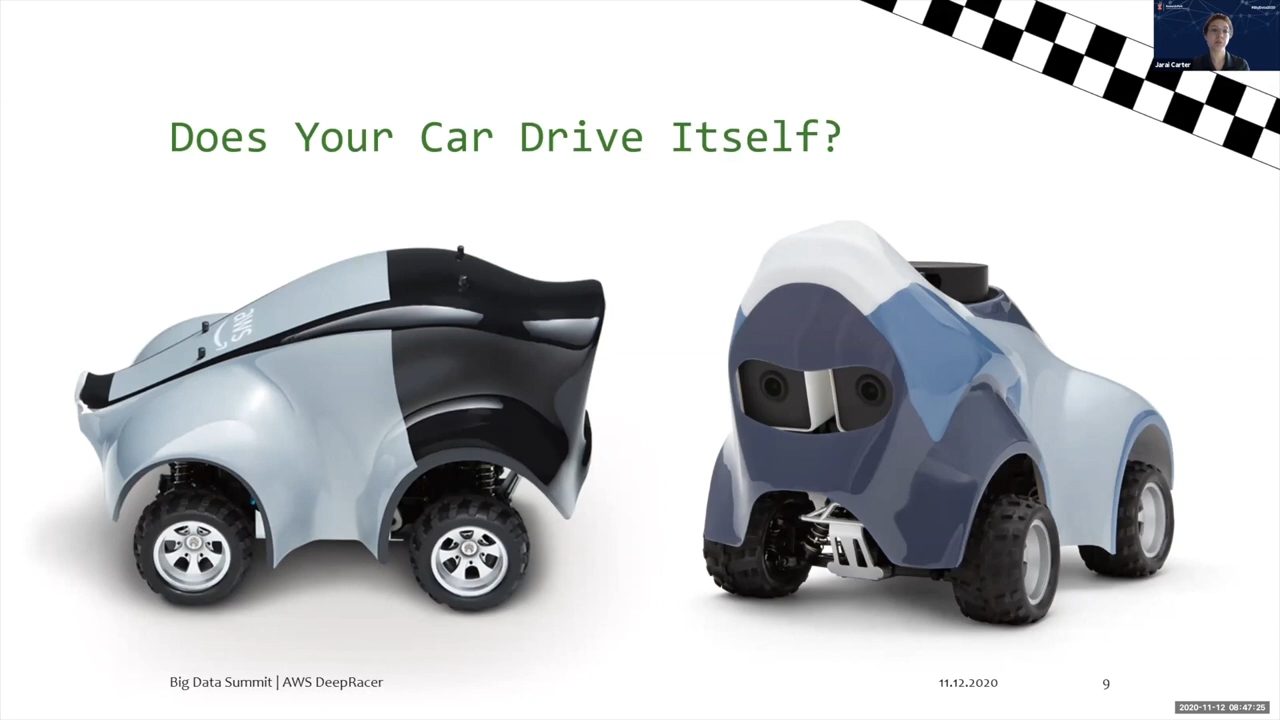 Does Your Car Drive Itself?
Jarai Carter
aws
Big Data Summit | AWS DeepRacer
11.12.2020
9
2020-11-12 08:47:25